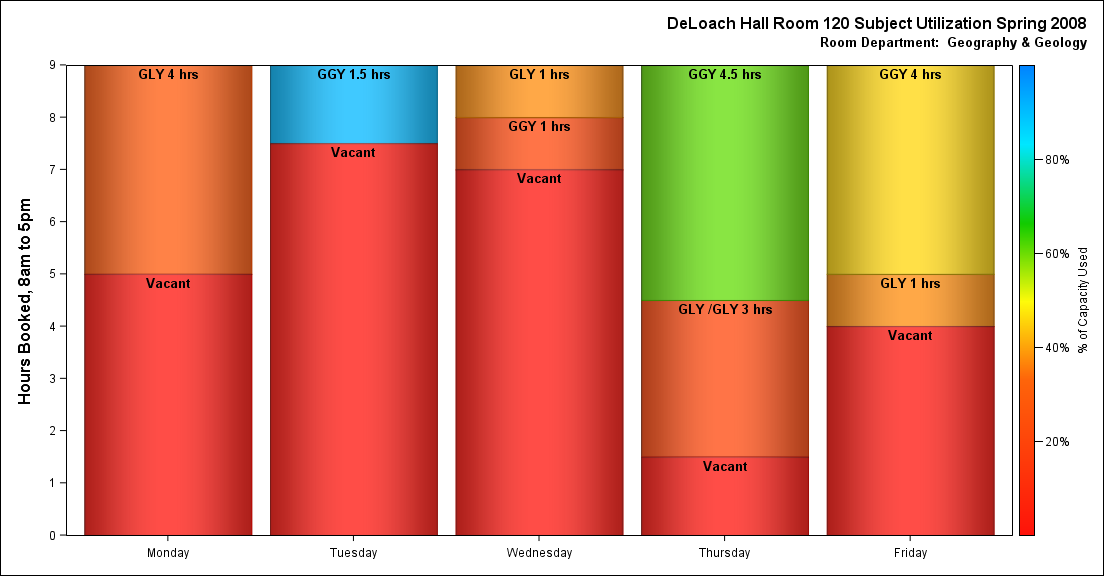 DeLoach Hall Room 120 Subject Utilization Spring 2008
Room Department:  Geography & Geology
Hours Booked, 8am to 5pm
9
8
7
6
5
4
3
2
1
0
GLY 4 hrs
Vacant
GGY 1.5 hrs
Vacant
GLY 1 hrs
GGY 1 hrs
Vacant
GGY 4.5 hrs
GLY /GLY 3 hrs
Vacant
GGY 4 hrs
GLY 1 hrs
Vacant
Monday
Tuesday
Wednesday
Thursday
Friday
80%
60%
40%
20%
% of Capacity Used